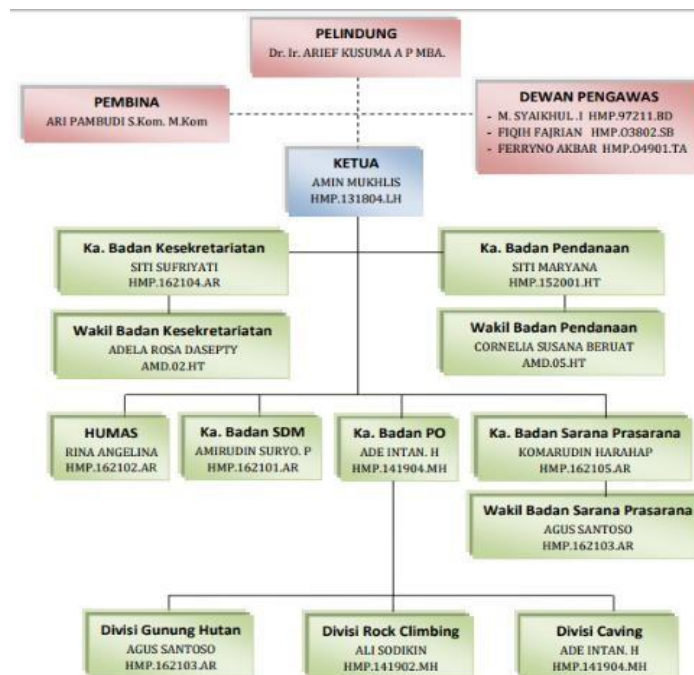 PELINDUNG
Dr. Ir. ARIEF KUSUMA A P MBA.
PEMBINA
ARI PAMBUDI S.Kom. M.Kom
DEWAN PENGAWAS
- M. SYAIKHUL .I HMP.97211.BD
- FIQIH FAJRIAN HMP.O3802.SB
- FERRYNO AKBAR HMP.O4901.TA
KETUA
AMIN MUKHLIS
HMP.131804.LH
Ka. Badan Kesekretariatan
SITI SUFRIYATI
HMP.162104.AR
Ka. Badan Pendanaan
SITI MARYANA
HMP.152001.HT
Wakil Badan Kesekretariatan
ADELA ROSA DASEPTY
AMD.02.HT
Wakil Badan Pendanaan
CORNELIA SUSANA BERUAT
AMD.05.HT
HUMAS
RINA ANGELINA
HMP.162102.AR
Ka. Badan SDM
AMIRUDIN SURYO. P
HMP.162101.AR
Ka. Badan PO
ADE INTAN. H
HMP.141904.MH
Ka. Badan Sarana Prasarana
KOMARUDIN HARAHAP
HMP.162105.AR
Wakil Badan Sarana Prasarana
AGUS SANTOSO
HMP.162103.AR
Divisi Gunung Hutan
AGUS SANTOSO
HMP.162103.AR
Divisi Rock Climbing
ALI SODIKIN
HMP.141902.MH
Divisi Caving
ADE INTAN. H
HMP.141904.MH